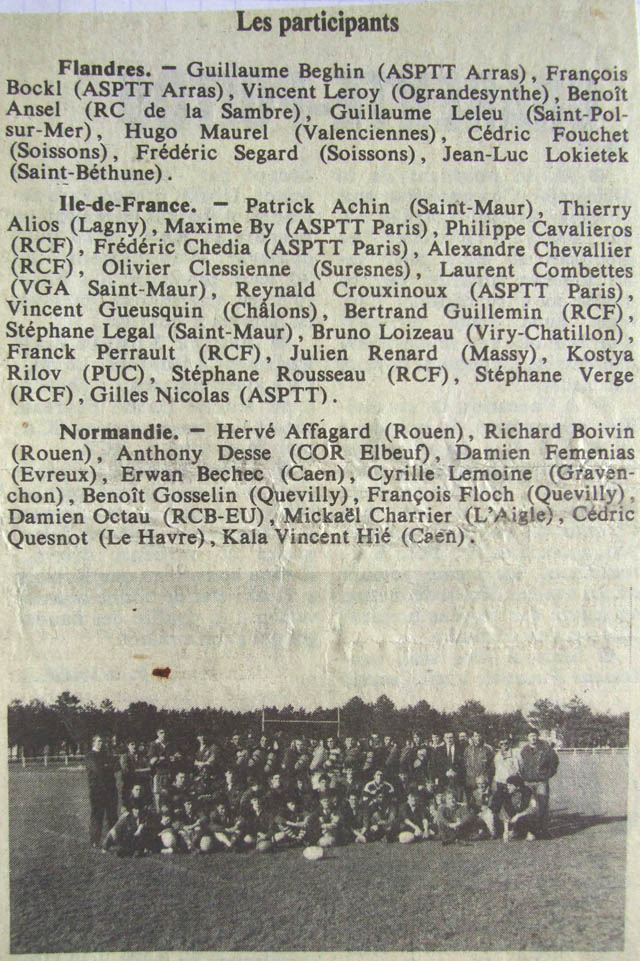 Les participants
Flandres. — Guillaume Beghin (ASPTT Arras), François
Bockl (ASPTT Arras), Vincent Leroy (Ograndesynthe), Benoît
Ansel (RC de la Sambre), Guillaume Leleu (Saint-Pol-
sur-Mer), Hugo Maurel (Valenciennes), Cédric Fouchet
(Soissons), Frédéric Segard (Soissons), Jean-Luc Lokietek
(Saint-Béthune).
Ile-de-France. — Patrick Achin (Saint-Maur), Thierry
Alios (Lagny), Maxime By (ASPTT Paris), Philippe Cavalieros
(RCF), Frédéric Chedia (ASPTT Paris), Alexandre Chevallier
(RCF), Olivier Clessienne (Suresnes), Laurent Combettes
(VGA Saint-Maur), Reynald Crouxinoux (ASPTT Paris),
Vincent Gueusquin (Châlons), Bertrand Guillemin (RCF),
Stéphane Legal (Saint-Maur), Bruno Loizeau (Viry-Chatillon),
Franck Perrault (RCF), Julien Renard (Massy), Kostya
Rilov (PUC), Stéphane Rousseau (RCF), Stéphane Verge
(RCF), Gilles Nicolas (ASPTT).
Normandie. — Hervé Affagard (Rouen), Richard Boivin
(Rouen), Anthony Desse (COR Elbeuf), Damien Femenias
(Evreux), Erwan Bechec (Caen), Cyrille Lemoine (Graven-
chon), Benoît Gosselin (Quevilly), François Floch (Quevilly),
Damien Octau (RCB-EU), Mickaël Charrier (L'Aigle), Cédric
Quesnot (Le Havre), Kala Vincent Hié (Caen).